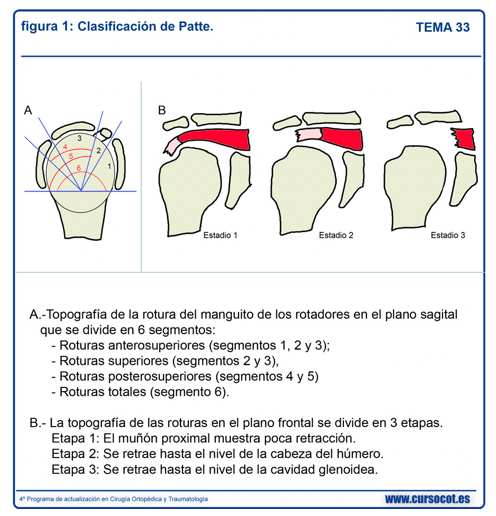 figura 1: Clasificación de Patte.
TEMA 33
A
B
3
4
2
5
1
6
Estadio 1
Estadio 2
Estadio 3
A.-Topografía de la rotura del manguito de los rotadores en el plano sagital
que se divide en 6 segmentos:
- Roturas anterosuperiores (segmentos 1, 2 y 3);
- Roturas superiores (segmentos 2 y 3),
- Roturas posterosuperiores (segmentos 4 y 5)
- Roturas totales (segmento 6).
B.- La topografía de las roturas en el plano frontal se divide en 3 etapas.
Etapa 1: El muñón proximal muestra poca retracción.
Etapa 2: Se retrae hasta el nivel de la cabeza del húmero.
Etapa 3: Se retrae hasta el nivel de la cavidad glenoidea.
4º Programa de actualización en Cirugía Ortopédica y Traumatología
www.cursocot.es